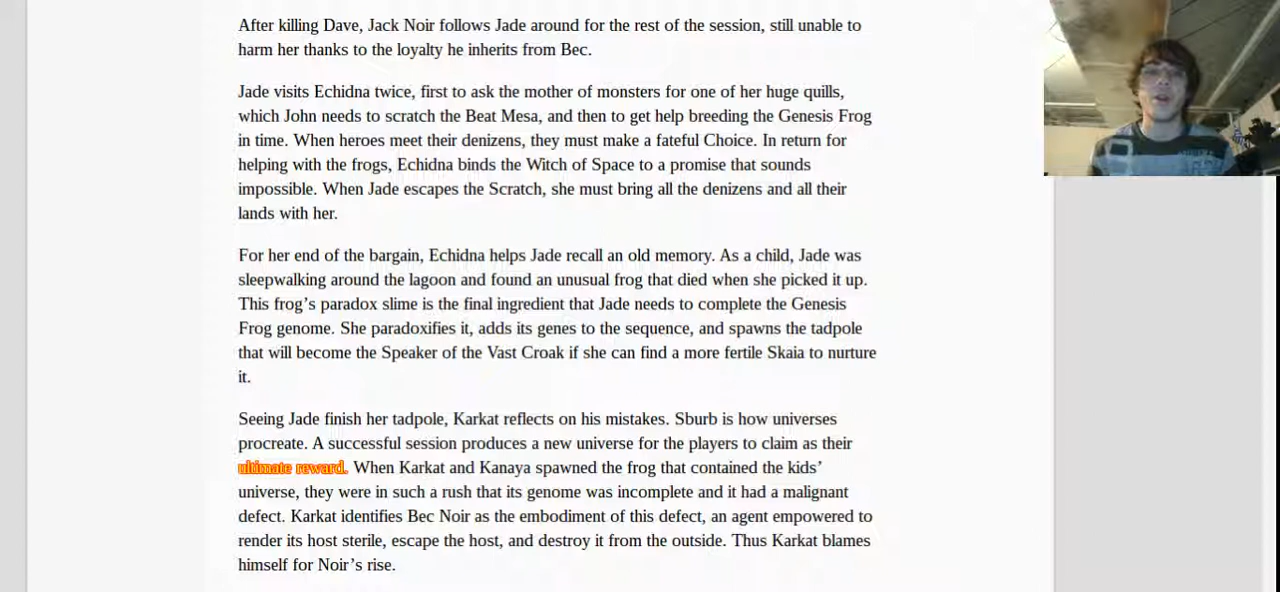 After killing Dave, Jack Noir follows Jade around for the rest of the session, still unable to
harm her thanks to the loyalty he inherits from Bec.
Jade visits Echidna twice, first to ask the mother of monsters for one of her huge quills,
which John needs to scratch the Beat Mesa, and then to get help breeding the Genesis Frog
in time. When heroes meet their denizens, they must make a fateful Choice. In return for
helping with the frogs, Echidna binds the Witch of Space to a promise that sounds
impossible. When Jade escapes the Scratch, she must bring all the denizens and all their
lands with her.
For her end of the bargain, Echidna helps Jade recall an old memory. As a child, Jade was
sleepwalking around the lagoon and found an unusual frog that died when she picked it up.
This frog’s paradox slime is the final ingredient that Jade needs to complete the Genesis
Frog genome. She paradoxifies it, adds its genes to the sequence, and spawns the tadpole
that will become the Speaker of the Vast Croak if she can find a more fertile Skaia to nurture
it.
Seeing Jade finish her tadpole, Karkat reflects on his mistakes. Sburb is how universes
procreate. A successful session produces a new universe for the players to claim as their
ultimate reward. When Karkat and Kanaya spawned the frog that contained the kids’
universe, they were in such a rush that its genome was incomplete and it had a malignant
defect. Karkat identifies Bec Noir as the embodiment of this defect, an agent empowered to
render its host sterile, escape the host, and destroy it from the outside. Thus Karkat blames
himself for Noir’s rise.